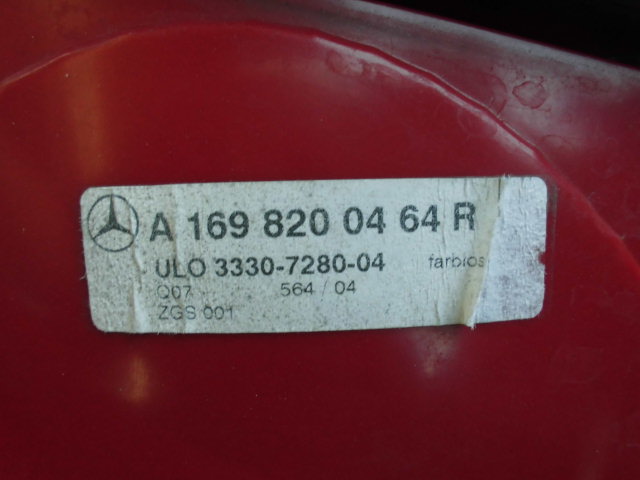 A 169 820 04 64 R
ULO 3330-7280-04 farblos
Q07 564 / 04
ZGS 001